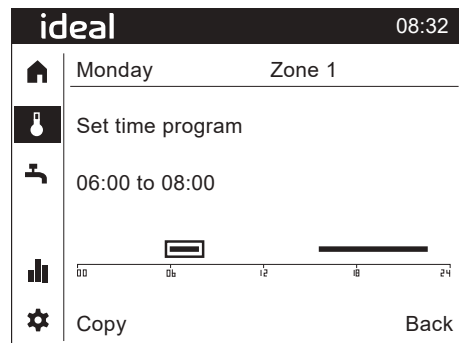 ideal 08:32
Monday Zone 1
Set time program
06:00 to 08:00
00 06 12 18 24
Copy Back